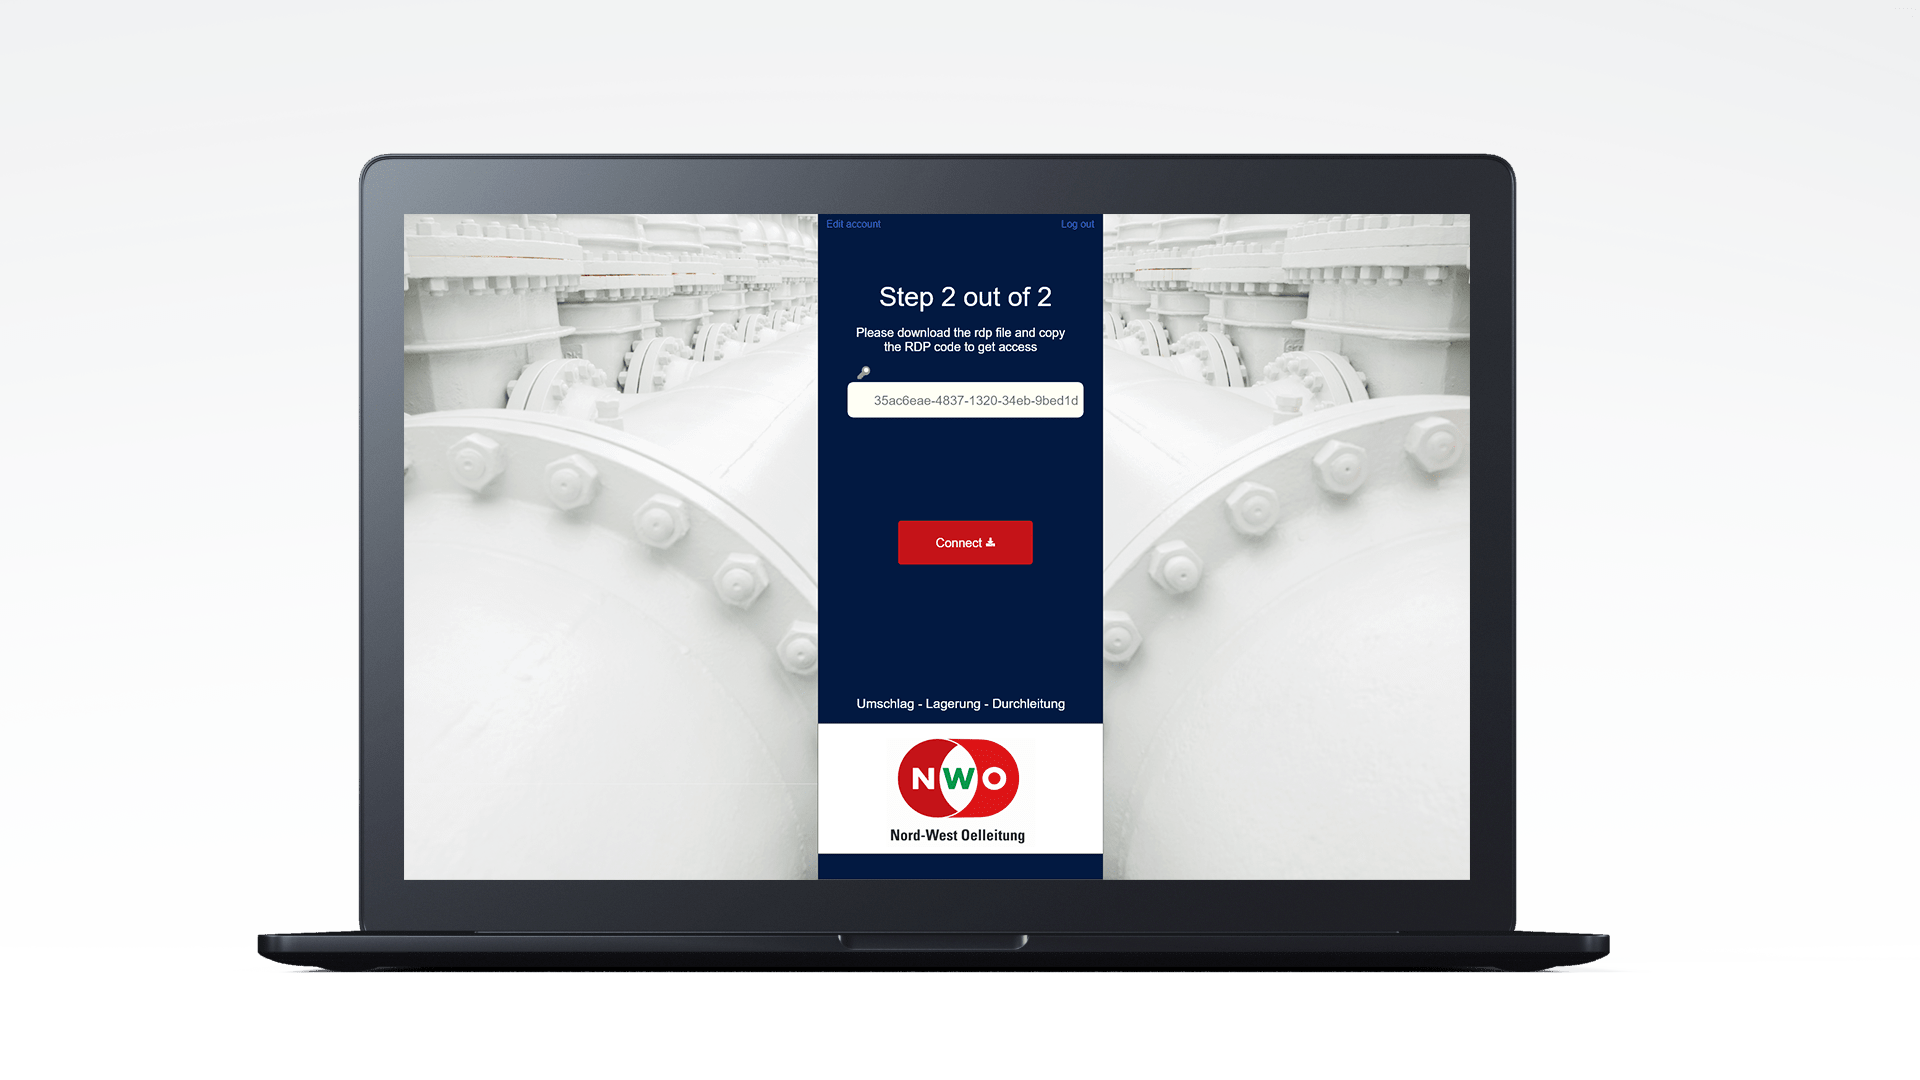 Edit account
Log out
Step 2 out of 2
Please download the rdp file and copy
the RDP code to get access
35ac6eae-4837-1320-34eb-9bed1d
Connect
Umschlag - Lagerung - Durchleitung
NWO
Nord-West Oelleitung